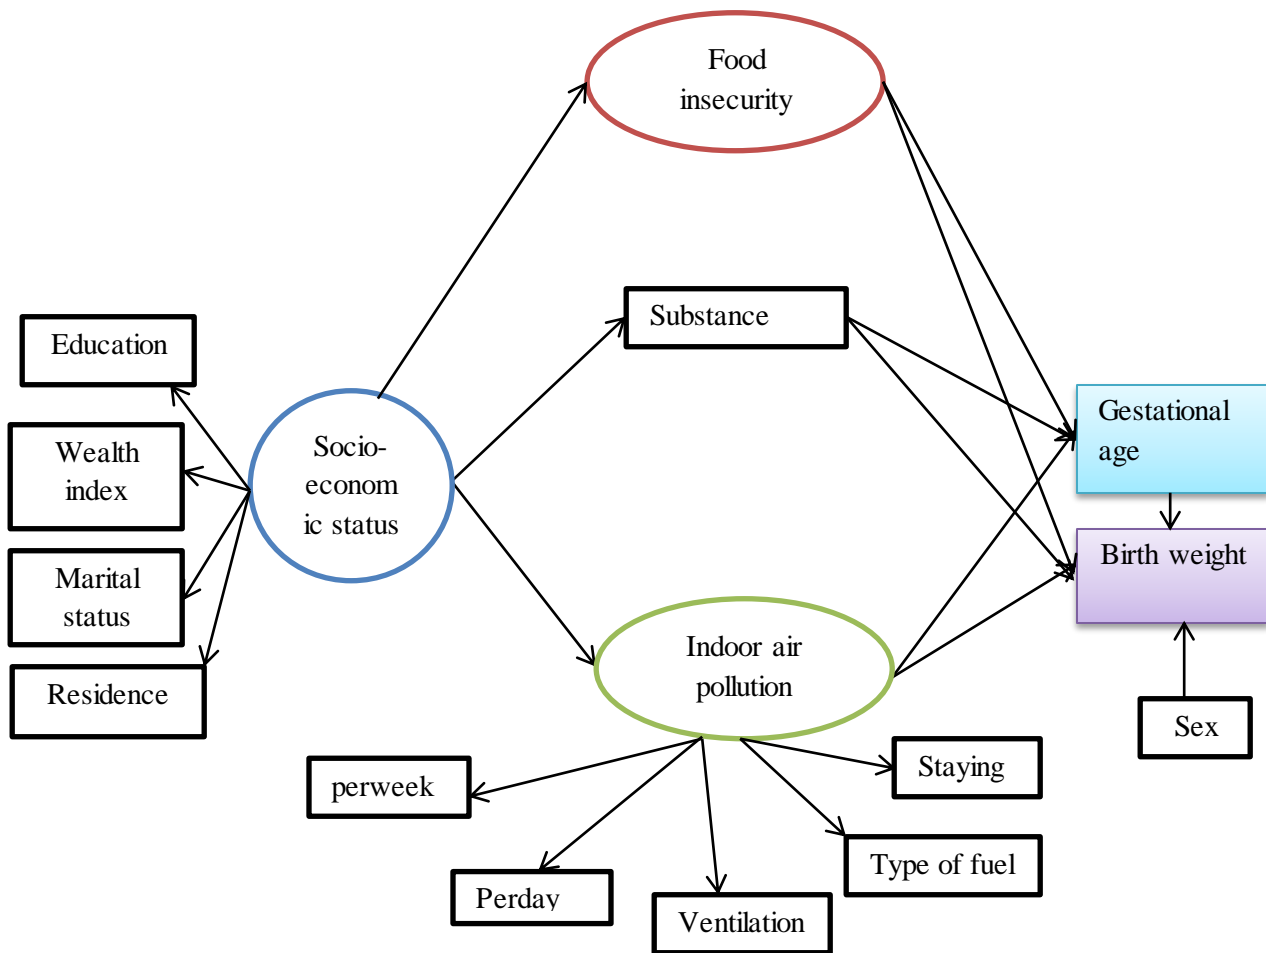 Food
insecurity
Substance
Education
Wealth
index
Marital
status
Residence
Socio-
econom
ic status
Gestational
age
Birth weight
Indoor air
pollution
Sex
Staying
perweek
Type of fuel
Perday
Ventilation